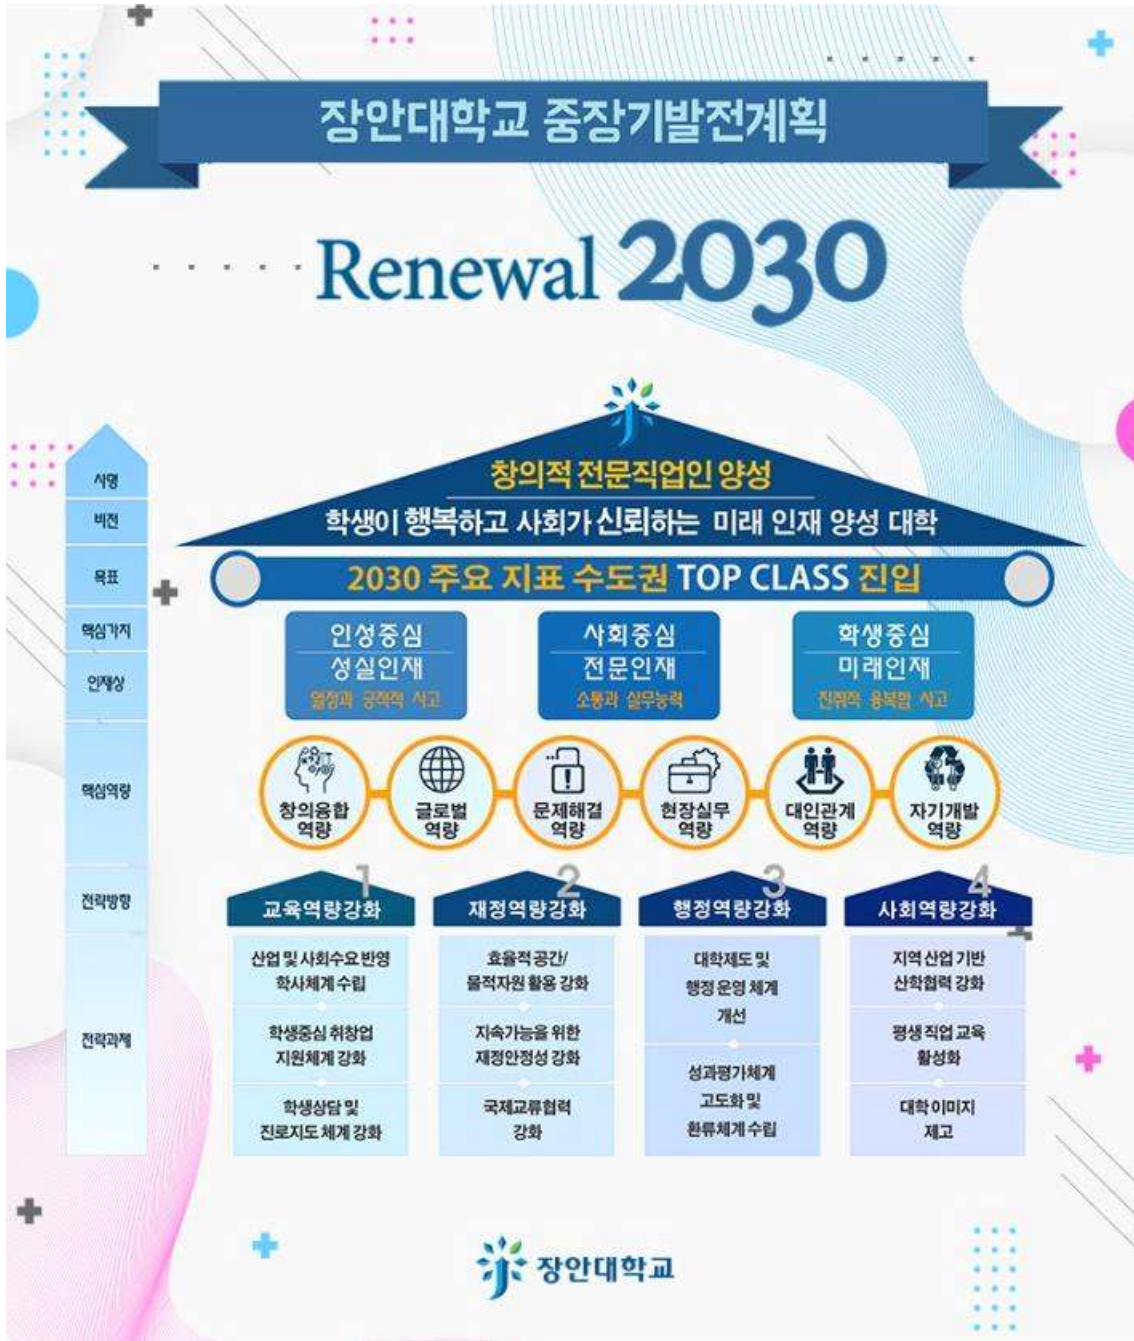 장안대학교 중장기발전계획
Renewal 2030
사명
창의적 전문직업인 양성
비전
학생이 행복하고 사회가 신뢰하는 미래 인재 양성 대학
목표
2030 주요 지표 수도권 TOP CLASS 진입
핵심가지
인성중심
사회중심
학생중심
인재상
성실인재
전문인재
미래인재
열정과 긍적적 사고
소통과 실무능력
진취적 융복합 사고
핵심역량
창의융합
역량
글로벌
역량
문제해결
역량
현장실무
역량
대인관계
역량
자기개발
역량
전략방향
1
교육역량강화
2
재정역량강화
3
행정역량강화
4
사회역량강화
전략과제
산업 및 사회수요 반영
학사체계 수립
학생중심 취창업
지원체계 강화
학생상담 및
진로지도 체계 강화
효율적 공간/
물적자원 활용 강화
지속가능을 위한
재정안정성 강화
국제교류협력
강화
대학제도 및
행정 운영 체계
개선
성과평가체계
고도화 및
환류체계 수립
지역 산업 기반
산학협력 강화
평생 직업 교육
활성화
대학 이미지
제고
장안대학교